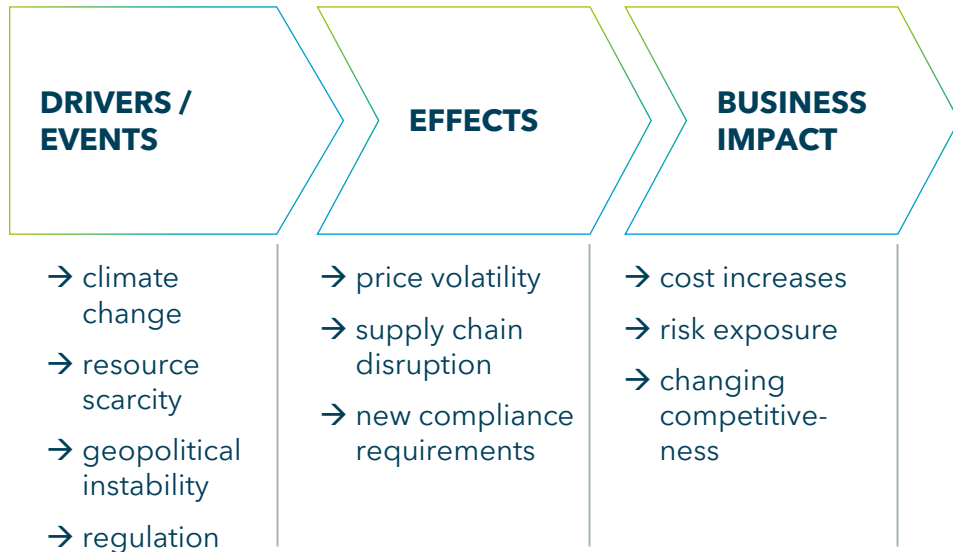 DRIVERS /
EVENTS
→ climate
change
→ resource
scarcity
→ geopolitical
instability
→ regulation
EFFECTS
→ price volatility
→ supply chain
disruption
→ new compliance
requirements
BUSINESS
IMPACT
→ cost increases
→ risk exposure
→ changing
competitive-
ness